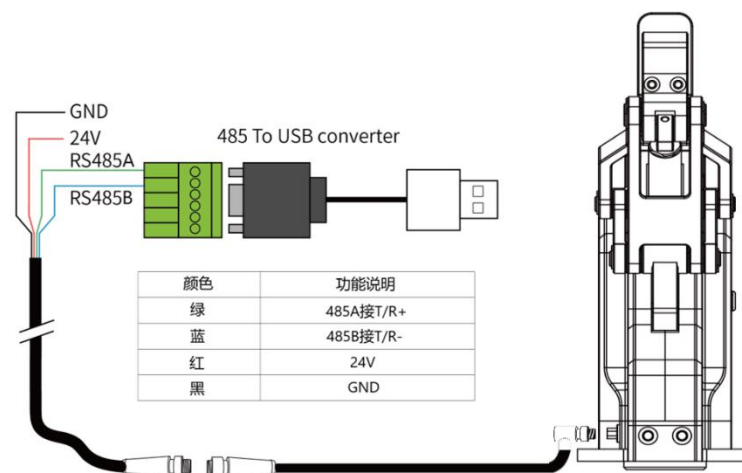 GND
24V
485 To USB converter
RS485A
RS485B
颜色 功能说明
绿 485A接T/R+
蓝 485B接T/R-
红 24V
黑 GND